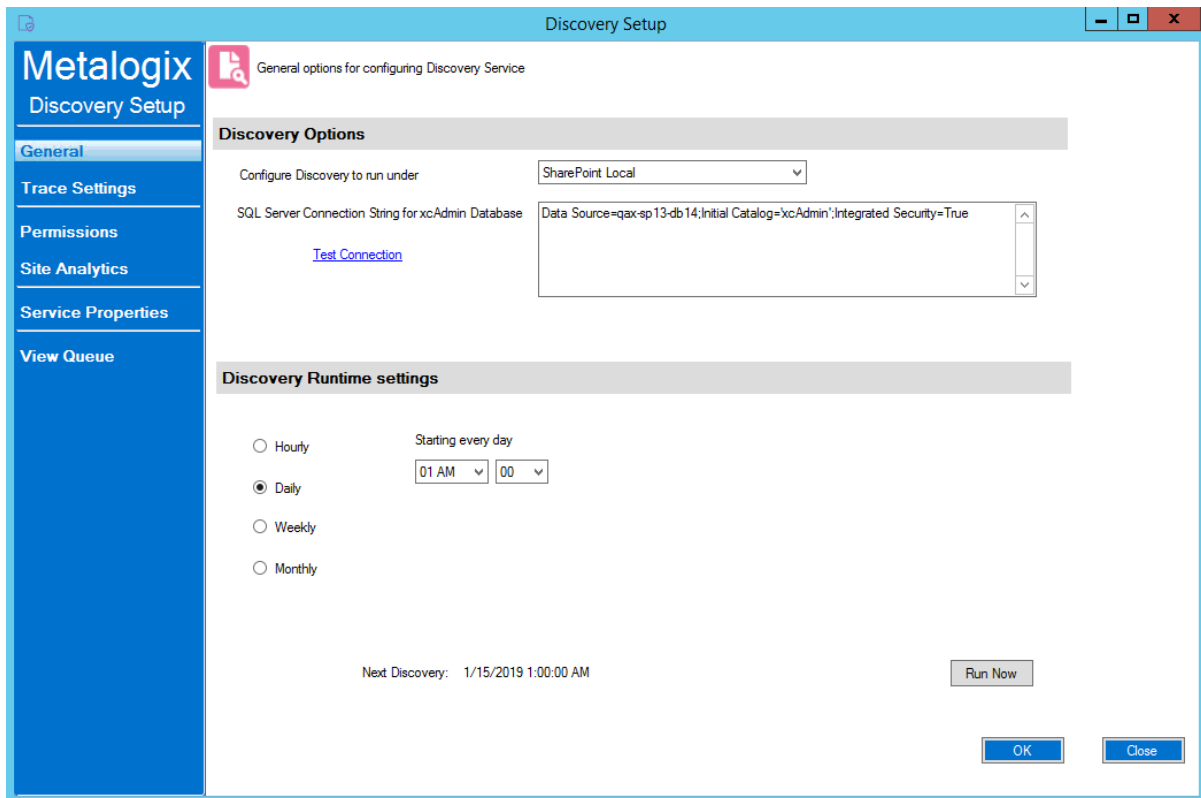 Discovery Setup
Metalogix
Discovery Setup
General
Trace Settings
Permissions
Site Analytics
Service Properties
View Queue
General options for configuring Discovery Service
Discovery Options
Configure Discovery to run under
SharePoint Local
SQL Server Connection String for xcAdmin Database
Data Source=qax-sp13-db14;Initial Catalog='xcAdmin';Integrated Security=True
Test Connection
Discovery Runtime settings
Hourly
Daily
Weekly
Monthly
Starting every day
01 AM 00
Next Discovery: 1/15/2019 1:00:00 AM
Run Now
OK Close